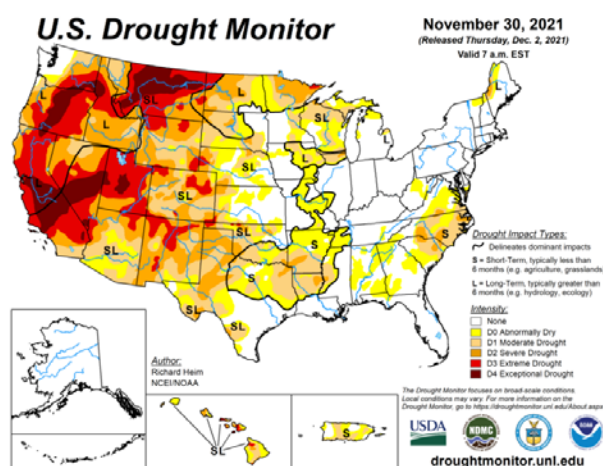 U.S. Drought Monitor
November 30, 2021
(Released Thursday, Dec. 2, 2021)
Valid 7 a.m. EST
L
L
SL
L
L
SL
L
L
L
SL
SL
SL
S
S
S
S
SL
SL
SL
Drought Impact Types:
Delineates dominant impacts
S = Short-Term, typically less than
6 months (e.g. agriculture, grasslands
L = Long-Term, typically greater than
6 months (e.g. hydrology, ecology)
Intensity:
None
D0 Abnormally Dry
D1 Moderate Drought
D2 Severe Drought
D3 Extreme Drought
D4 Exceptional Drought
Author:
Richard Heim
NCEI/NOAA
SL
S
The Drought Monitor focuses on broad-scale conditions.
Local conditions may vary. For more information on the
Drought Monitor, go to https://droughtmonitor.unl.edu/About.aspx
USDA
NDMC
NOAA
droughtmonitor.unl.edu